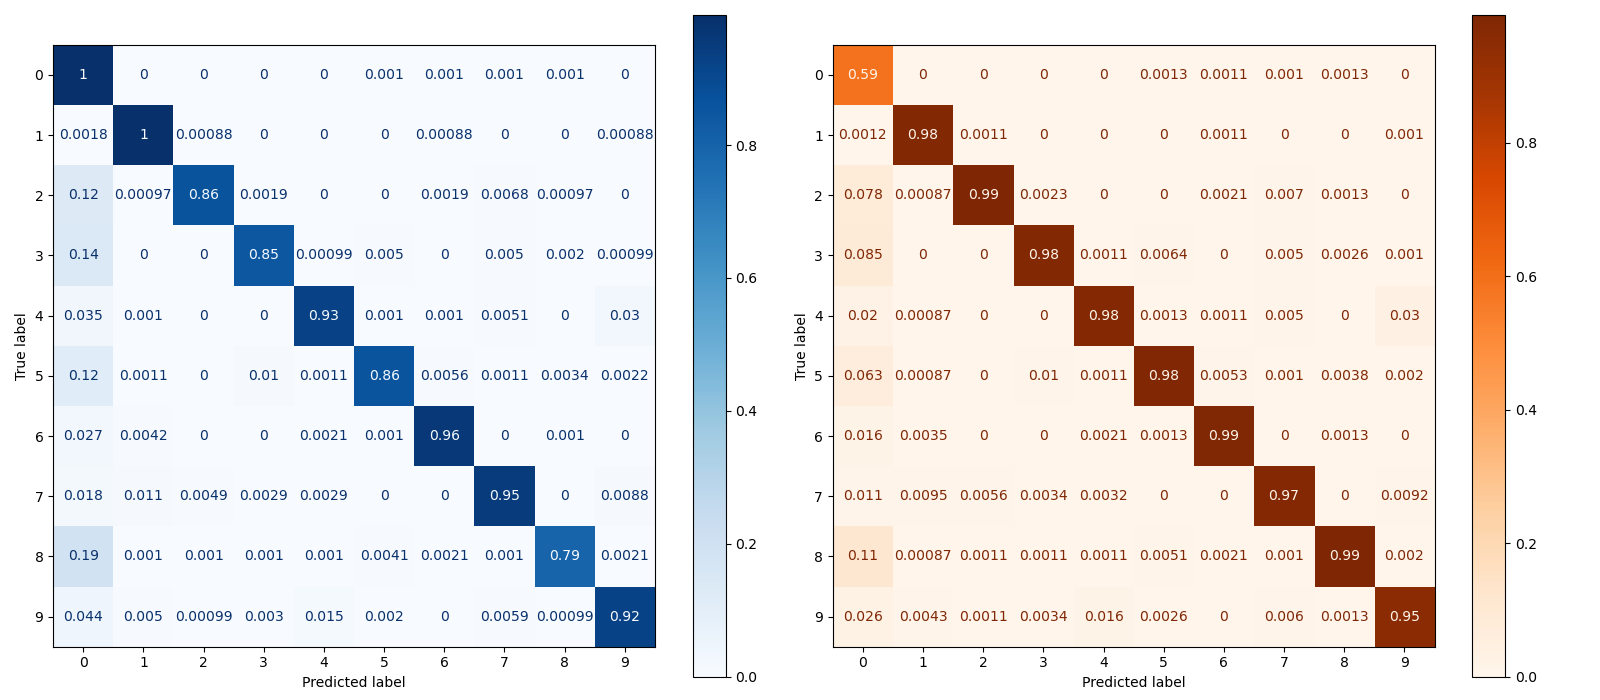 0 1 0 0 0 0 0.001 0.001 0.001 0.001 0
1 0.0018 1 0.00088 0 0 0 0.00088 0 0 0.00088
0.8
2 0.12 0.00097 0.86 0.0019 0 0 0.0019 0.0068 0.00097 0
3 0.14 0 0 0.85 0.00099 0.005 0 0.005 0.002 0.00099
0.6
4 0.035 0.001 0 0 0.93 0.001 0.001 0.0051 0 0.03
True label
5 0.12 0.0011 0 0.01 0.0011 0.86 0.0056 0.0011 0.0034 0.0022
0.4
6 0.027 0.0042 0 0 0.0021 0.001 0.96 0 0.001 0
7 0.018 0.011 0.0049 0.0029 0.0029 0 0 0.95 0 0.0088
0.2
8 0.19 0.001 0.001 0.001 0.001 0.0041 0.0021 0.001 0.79 0.0021
9 0.044 0.005 0.00099 0.003 0.015 0.002 0 0.0059 0.00099 0.92
0 1 2 3 4 5 6 7 8 9
0.0
Predicted label
0 0.59 0 0 0 0 0.0013 0.0011 0.001 0.0013 0
1 0.0012 0.98 0.0011 0 0 0 0.0011 0 0 0.001
0.8
2 0.078 0.00087 0.99 0.0023 0 0 0.0021 0.007 0.0013 0
3 0.085 0 0 0.98 0.0011 0.0064 0 0.005 0.0026 0.001
0.6
4 0.02 0.00087 0 0 0.98 0.0013 0.0011 0.005 0 0.03
True label
5 0.063 0.00087 0 0.01 0.0011 0.98 0.0053 0.001 0.0038 0.002
0.4
6 0.016 0.0035 0 0 0.0021 0.0013 0.99 0 0.0013 0
7 0.011 0.0095 0.0056 0.0034 0.0032 0 0 0.97 0 0.0092
0.2
8 0.11 0.00087 0.0011 0.0011 0.0011 0.0051 0.0021 0.001 0.99 0.002
9 0.026 0.0043 0.0011 0.0034 0.016 0.0026 0 0.006 0.0013 0.95
0 1 2 3 4 5 6 7 8 9
0.0
Predicted label